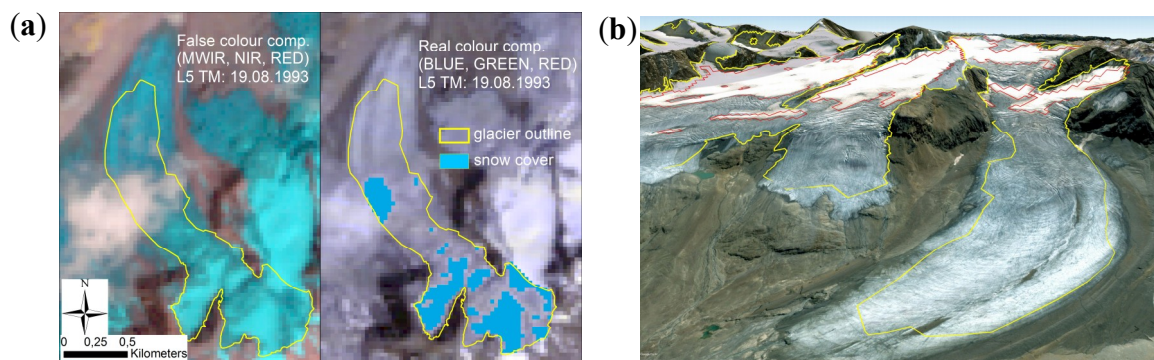 (a)
False colour comp.
(MWIR, NIR, RED)
L5 TM: 19.08.1993
N
0 0,25 0,5
Kilometers
Real colour comp.
(BLUE, GREEN, RED)
L5 TM: 19.08.1993
glacier outline
snow cover
(b)